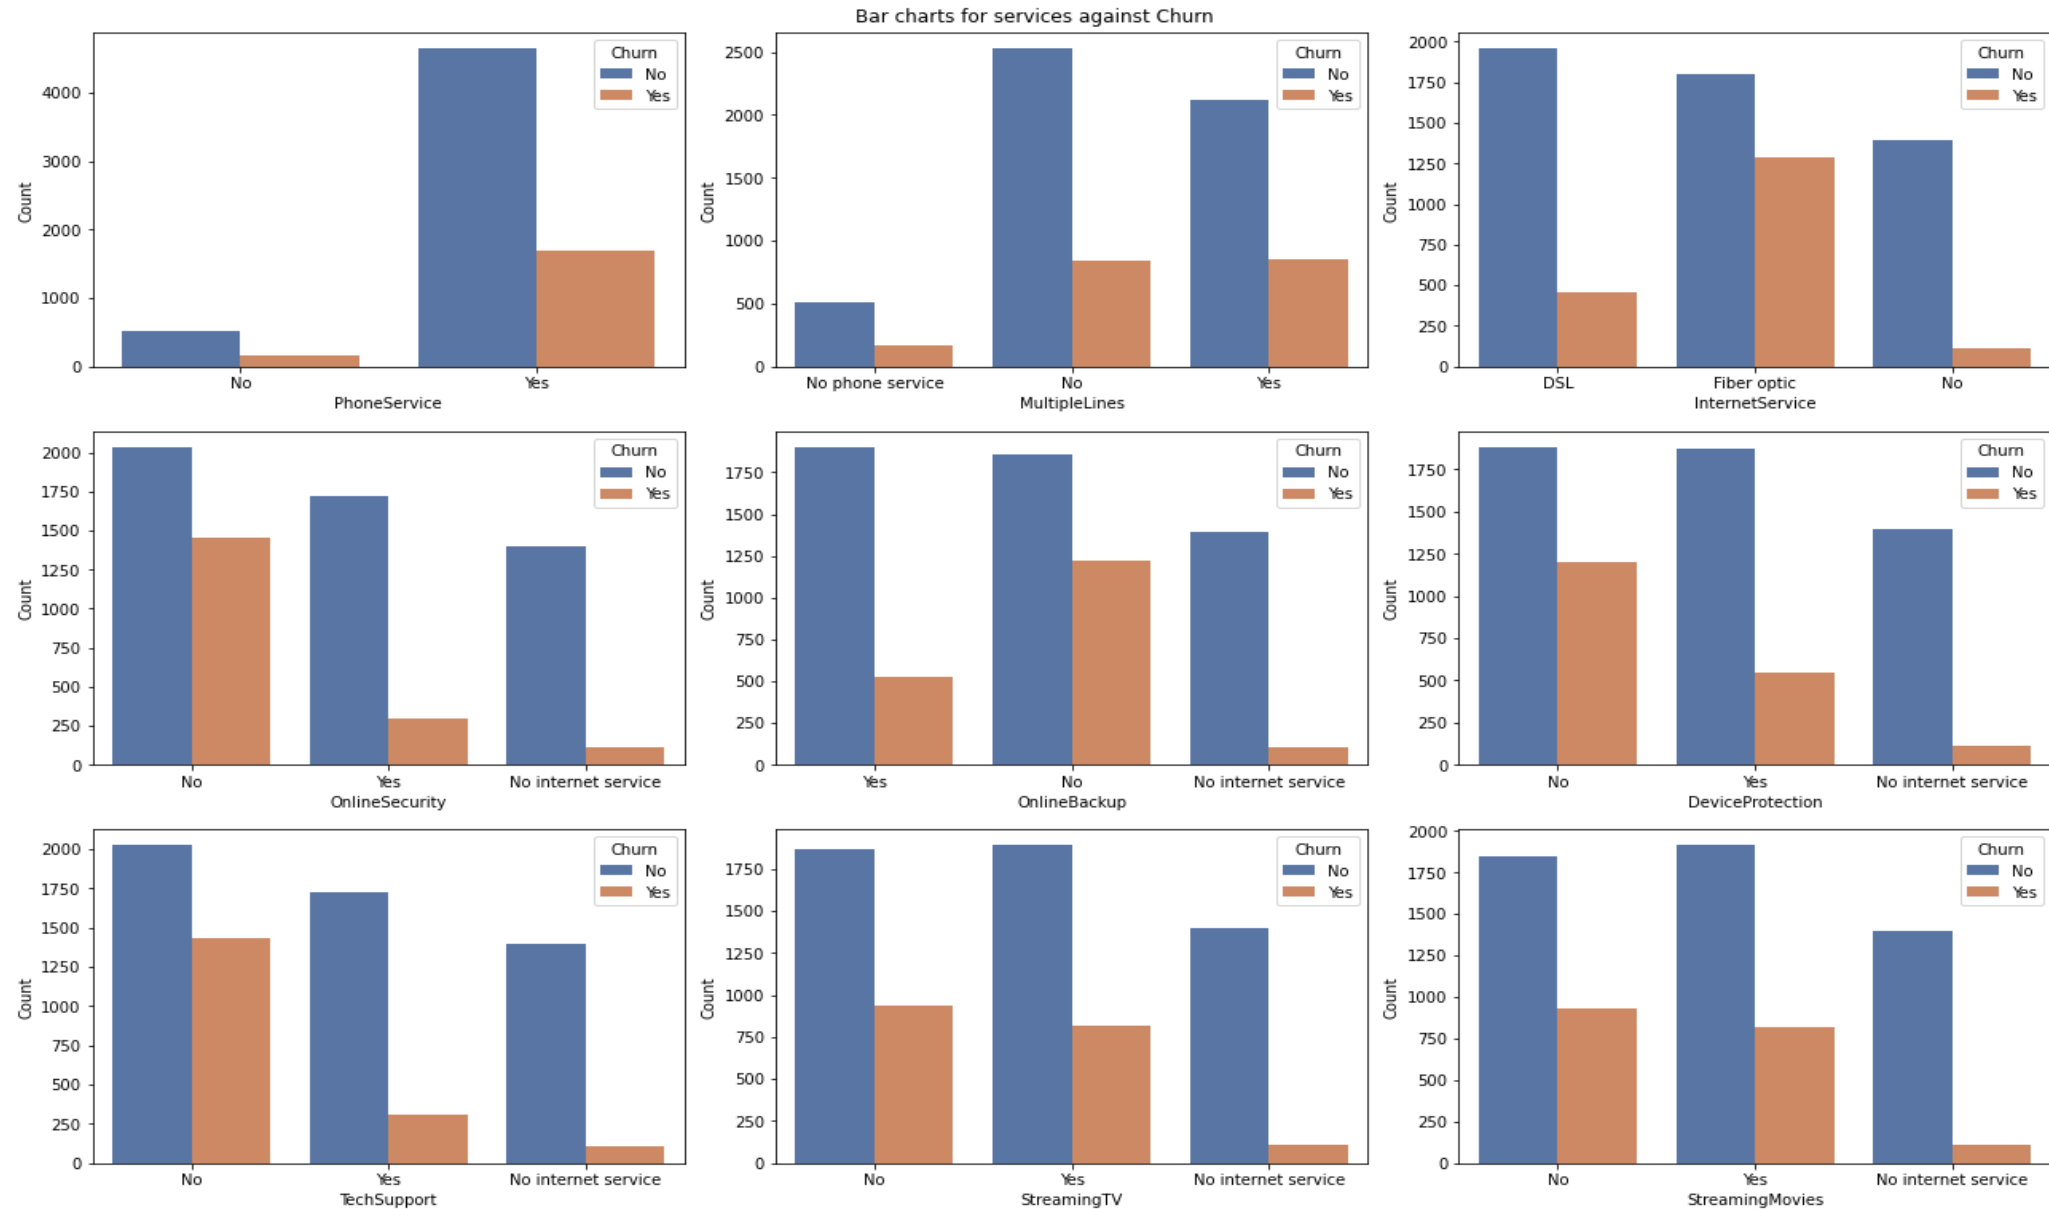 Bar charts for services against Churn
Count
4000
3000
2000
1000
0
Churn
No
Yes
No Yes
PhoneService
Count
2500
2000
1500
1000
500
0
Churn
No
Yes
No phone service No Yes
MultipleLines
Count
2000
1750
1500
1250
1000
750
500
250
0
Churn
No
Yes
DSL Fiber optic No
InternetService
Count
2000
1750
1500
1250
1000
750
500
250
0
Churn
No
Yes
No Yes No internet service
OnlineSecurity
Count
1750
1500
1250
1000
750
500
250
0
Churn
No
Yes
Yes No No internet service
OnlineBackup
Count
1750
1500
1250
1000
750
500
250
0
Churn
No
Yes
No Yes No internet service
DeviceProtection
Count
2000
1750
1500
1250
1000
750
500
250
0
Churn
No
Yes
No Yes No internet service
TechSupport
Count
1750
1500
1250
1000
750
500
250
0
Churn
No
Yes
No Yes No internet service
StreamingTV
Count
2000
1750
1500
1250
1000
750
500
250
0
Churn
No
Yes
No Yes No internet service
StreamingMovies